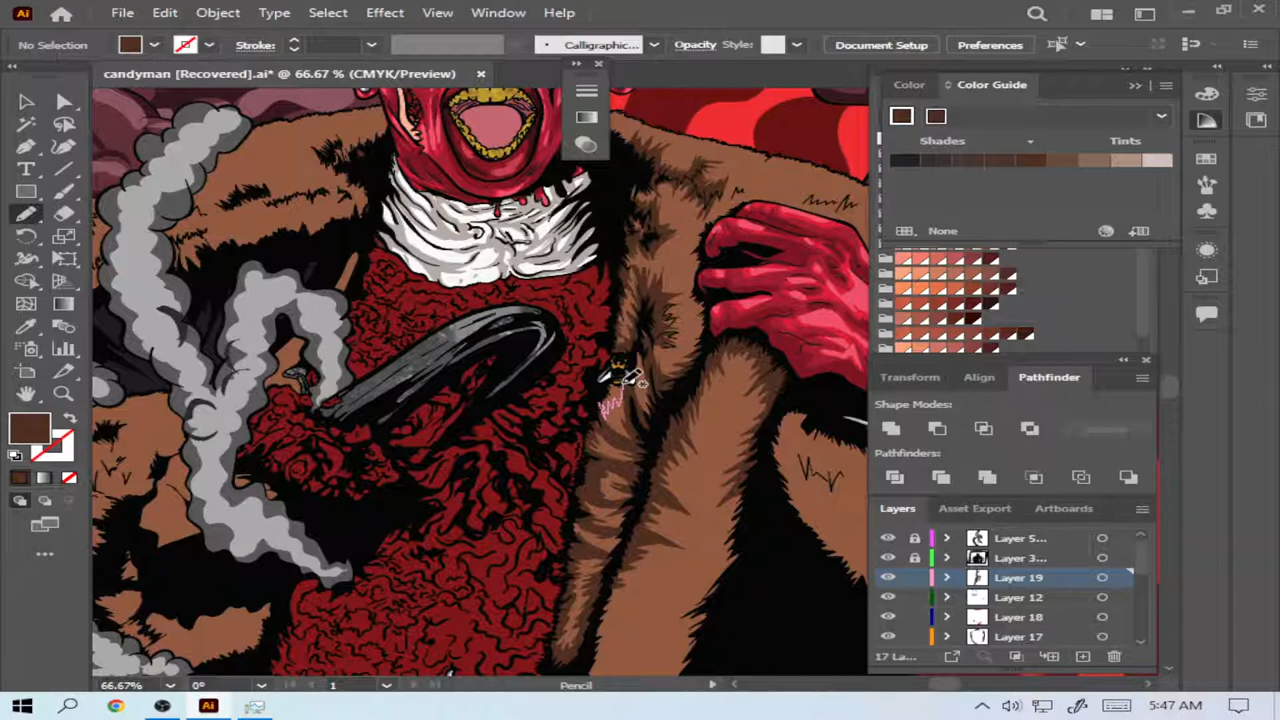 Ai File Edit Object Type Select Effect View Window Help
No Selection Stroke: Calligraphic... Opacity Style: Document Setup Preferences
candyman [Recovered].ai* @ 66.67 % (CMYK/Preview)
Color Color Guide
Shades Tints
None
Transform Align Pathfinder
Shape Modes:
Pathfinders:
Layers Asset Export Artboards
Layer 5...
Layer 3...
Layer 19
Layer 12
Layer 18
Layer 17
17 La...
66.67% 0° 1 Pencil
Ai 5:47 AM